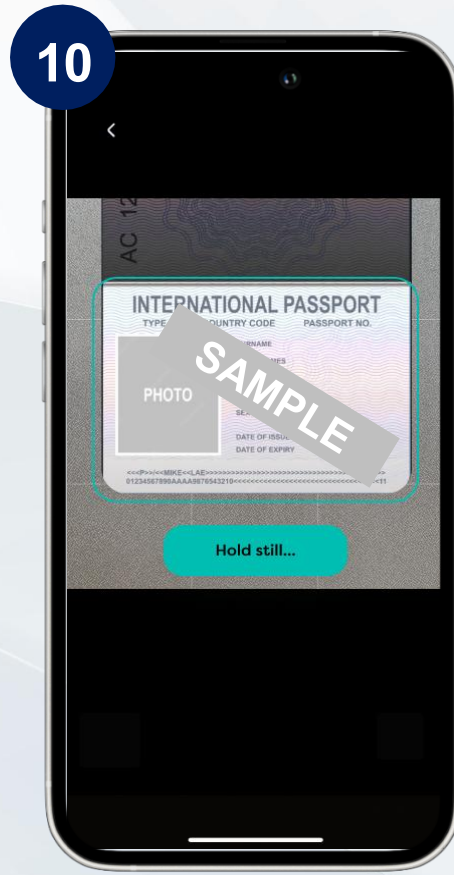 10
AC 12
INTERNATIONAL PASSPORT
TYPE COUNTRY CODE PASSPORT NO.
PHOTO
SAMPLE
DATE OF ISSUE
DATE OF EXPIRY
Hold still...